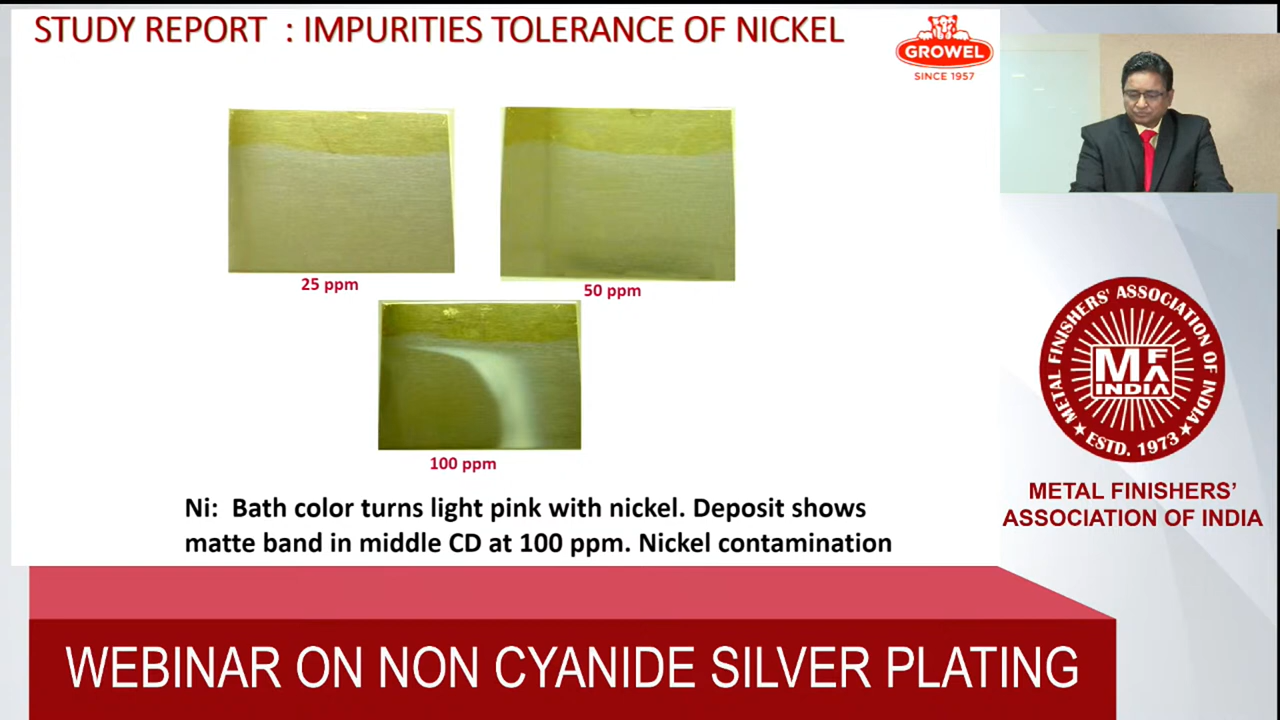 STUDY REPORT : IMPURITIES TOLERANCE OF NICKEL
GROWEL
SINCE 1957
25 ppm
50 ppm
100 ppm
Ni: Bath color turns light pink with nickel. Deposit shows
matte band in middle CD at 100 ppm. Nickel contamination
METAL FINISHERS' ASSOCIATION OF INDIA
MFA
INDIA
ESTD. 1973
METAL FINISHERS’
ASSOCIATION OF INDIA
WEBINAR ON NON CYANIDE SILVER PLATING